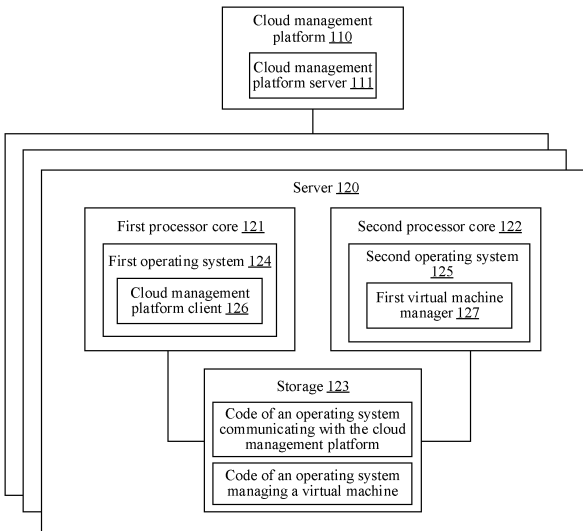 Cloud management
platform 110
Cloud management
platform server 111
Server 120
First processor core 121
First operating system 124
Cloud management
platform client 126
Second processor core 122
Second operating system
125
First virtual machine
manager 127
Storage 123
Code of an operating system
communicating with the cloud
management platform
Code of an operating system
managing a virtual machine